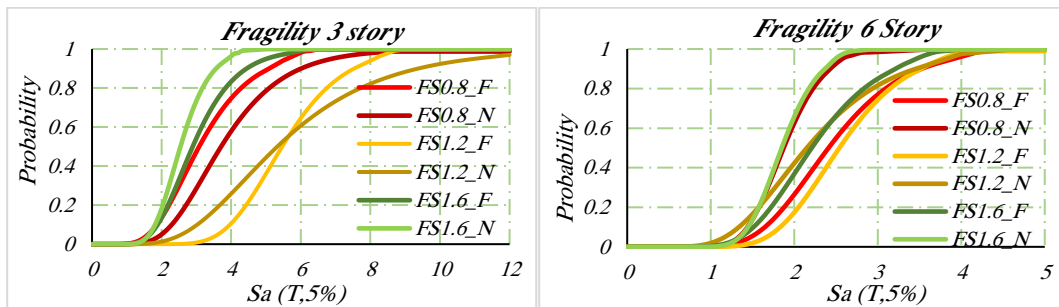 Fragility 3 story
Probability
1
0.8
0.6
0.4
0.2
0
0
2
4
6
8
10
12
Sa (T,5%)
FS0.8_F
FS0.8_N
FS1.2_F
FS1.2_N
FS1.6_F
FS1.6_N
Fragility 6 Story
Probability
1
0.8
0.6
0.4
0.2
0
0
1
2
3
4
5
Sa (T,5%)
FS0.8_F
FS0.8_N
FS1.2_F
FS1.2_N
FS1.6_F
FS1.6_N